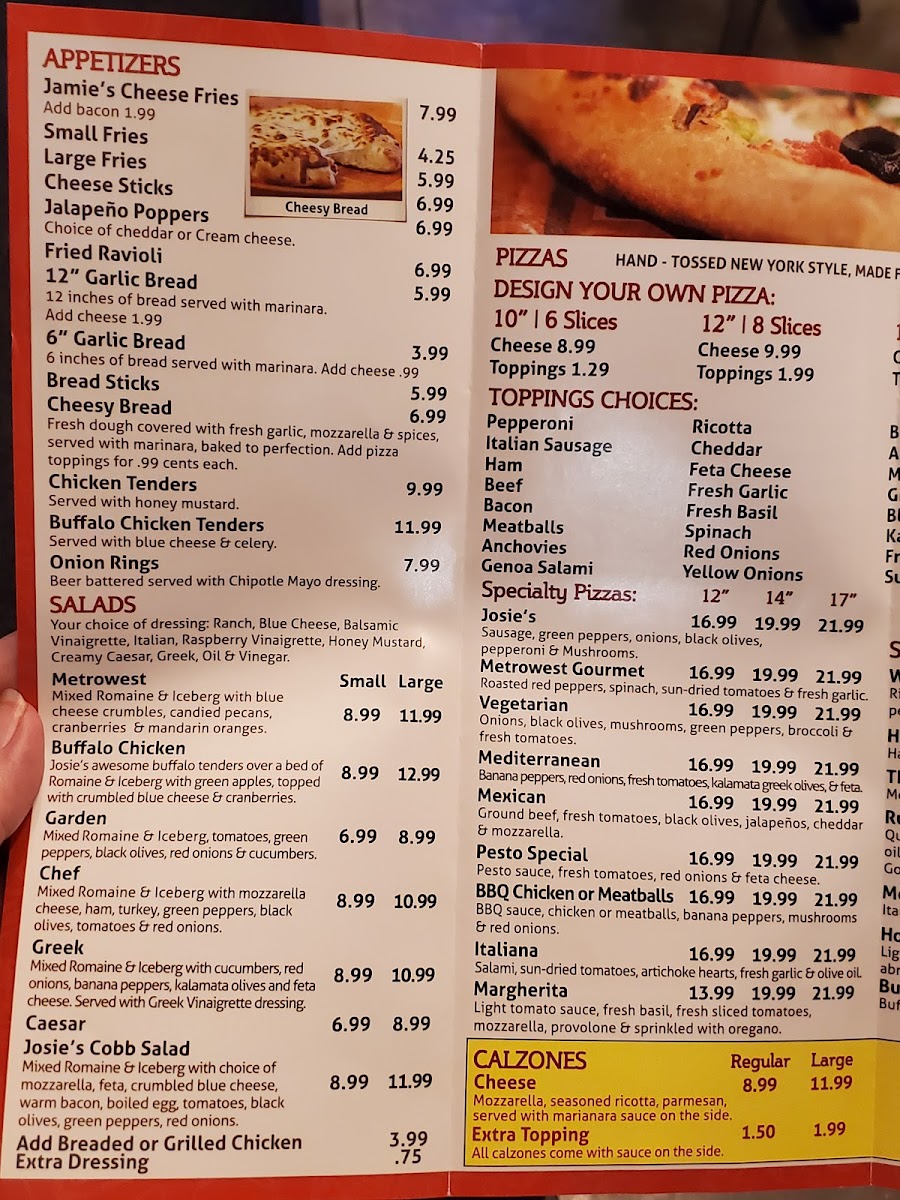 APPETIZERS
Jamie's Cheese Fries 7.99
Add bacon 1.99
Small Fries 4.25
Large Fries 5.99
Cheese Sticks 6.99
Jalapeño Poppers 6.99
Choice of cheddar or Cream cheese.
Cheesy Bread
Fried Ravioli 6.99
12" Garlic Bread 5.99
12 inches of bread served with marinara.
Add cheese 1.99
6" Garlic Bread 3.99
6 inches of bread served with marinara. Add cheese .99
Bread Sticks 5.99
Cheesy Bread 6.99
Fresh dough covered with fresh garlic, mozzarella & spices,
served with marinara, baked to perfection. Add pizza
toppings for .99 cents each.
Chicken Tenders 9.99
Served with honey mustard.
Buffalo Chicken Tenders 11.99
Served with blue cheese & celery.
Onion Rings 7.99
Beer battered served with Chipotle Mayo dressing.
SALADS
Your choice of dressing: Ranch, Blue Cheese, Balsamic
Vinaigrette, Italian, Raspberry Vinaigrette, Honey Mustard,
Creamy Caesar, Greek, Oil & Vinegar.
Metrowest Small Large
Mixed Romaine & Iceberg with blue
cheese crumbles, candied pecans, 8.99 11.99
cranberries & mandarin oranges.
Buffalo Chicken
Josie's awesome buffalo tenders over a bed of
Romaine & Iceberg with green apples, topped 8.99 12.99
with crumbled blue cheese & cranberries.
Garden
Mixed Romaine & Iceberg, tomatoes, green 6.99 8.99
peppers, black olives, red onions & cucumbers.
Chef
Mixed Romaine & Iceberg with mozzarella
cheese, ham, turkey, green peppers, black 8.99 10.99
olives, tomatoes & red onions.
Greek
Mixed Romaine & Iceberg with cucumbers, red
onions, banana peppers, kalamata olives and feta 8.99 10.99
cheese. Served with Greek Vinaigrette dressing.
Caesar 6.99 8.99
Josie's Cobb Salad
Mixed Romaine & Iceberg with choice of
mozzarella, feta, crumbled blue cheese, 8.99 11.99
warm bacon, boiled egg, tomatoes, black
olives, green peppers, red onions.
Add Breaded or Grilled Chicken 3.99
Extra Dressing .75
PIZZAS HAND - TOSSED NEW YORK STYLE, MADE
DESIGN YOUR OWN PIZZA:
10" | 6 Slices 12" | 8 Slices
Cheese 8.99 Cheese 9.99
Toppings 1.29 Toppings 1.99
TOPPINGS CHOICES:
Pepperoni Ricotta
Italian Sausage Cheddar
Ham Feta Cheese
Beef Fresh Garlic
Bacon Fresh Basil
Meatballs Spinach
Anchovies Red Onions
Genoa Salami Yellow Onions
Specialty Pizzas: 12" 14" 17"
Josie's 16.99 19.99 21.99
Sausage, green peppers, onions, black olives,
pepperoni & Mushrooms.
Metrowest Gourmet 16.99 19.99 21.99
Roasted red peppers, spinach, sun-dried tomatoes & fresh garlic.
Vegetarian 16.99 19.99 21.99
Onions, black olives, mushrooms, green peppers, broccoli &
fresh tomatoes.
Mediterranean 16.99 19.99 21.99
Banana peppers, red onions, fresh tomatoes, kalamata greek olives, & feta.
Mexican 16.99 19.99 21.99
Ground beef, fresh tomatoes, black olives, jalapeños, cheddar
& mozzarella.
Pesto Special 16.99 19.99 21.99
Pesto sauce, fresh tomatoes, red onions & feta cheese.
BBQ Chicken or Meatballs 16.99 19.99 21.99
BBQ sauce, chicken or meatballs, banana peppers, mushrooms
& red onions.
Italiana 16.99 19.99 21.99
Salami, sun-dried tomatoes, artichoke hearts, fresh garlic & olive oil.
Margherita 13.99 19.99 21.99
Light tomato sauce, fresh basil, fresh sliced tomatoes,
mozzarella, provolone & sprinkled with oregano.
CALZONES Regular Large
Cheese 8.99 11.99
Mozzarella, seasoned ricotta, parmesan,
served with marianara sauce on the side.
Extra Topping 1.50 1.99
All calzones come with sauce on the side.